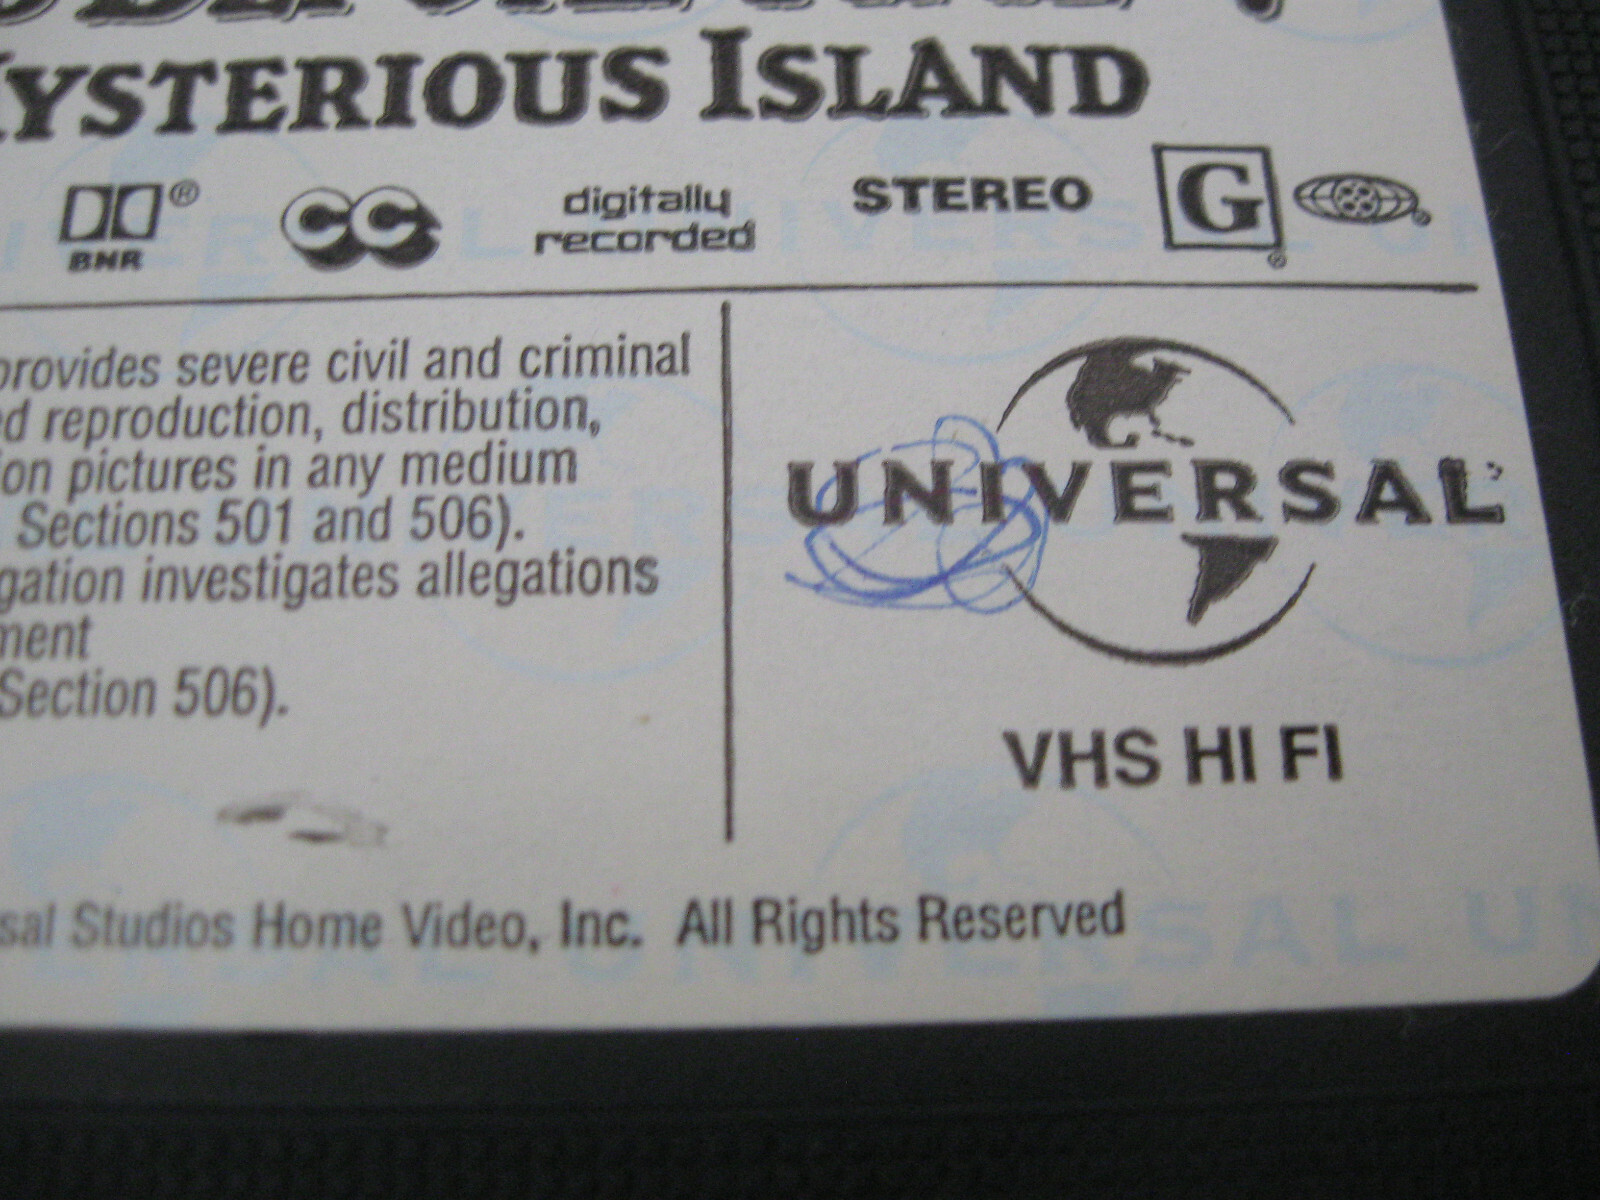 MYSTERIOUS ISLAND
BNR
CC
digitally
recorded
STEREO
G
provides severe civil and criminal
ed reproduction, distribution,
ion pictures in any medium
Sections 501 and 506).
gation investigates allegations
ment
Section 506).
UNIVERSAL
VHS HI FI
sal Studios Home Video, Inc. All Rights Reserved